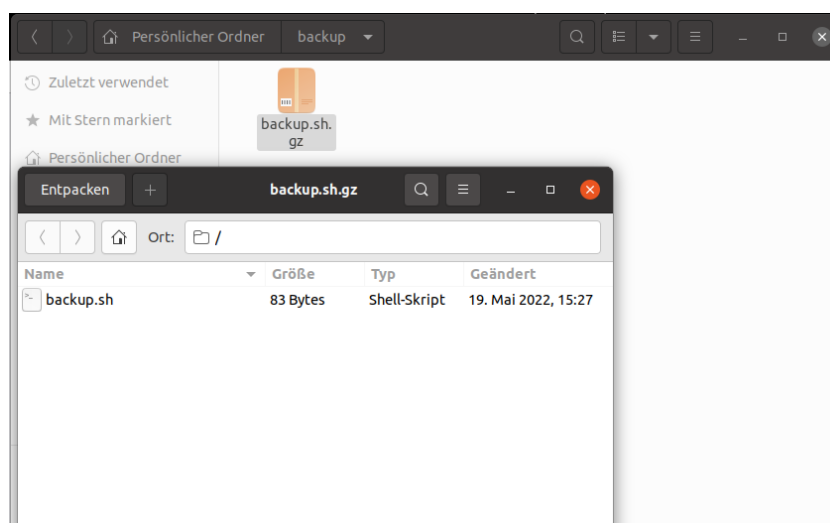 Persönlicher Ordner backup
Zuletzt verwendet
Mit Stern markiert
Persönlicher Ordner
backup.sh.
gz
Entpacken + backup.sh.gz
Ort: /
Name Größe Typ Geändert
backup.sh 83 Bytes Shell-Skript 19. Mai 2022, 15:27